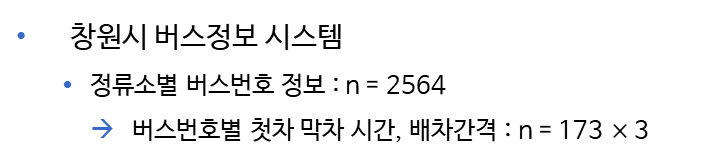 • 창원시 버스정보 시스템
• 정류소별 버스번호 정보 : n = 2564
→ 버스번호별 첫차 막차 시간, 배차간격 : n = 173 × 3